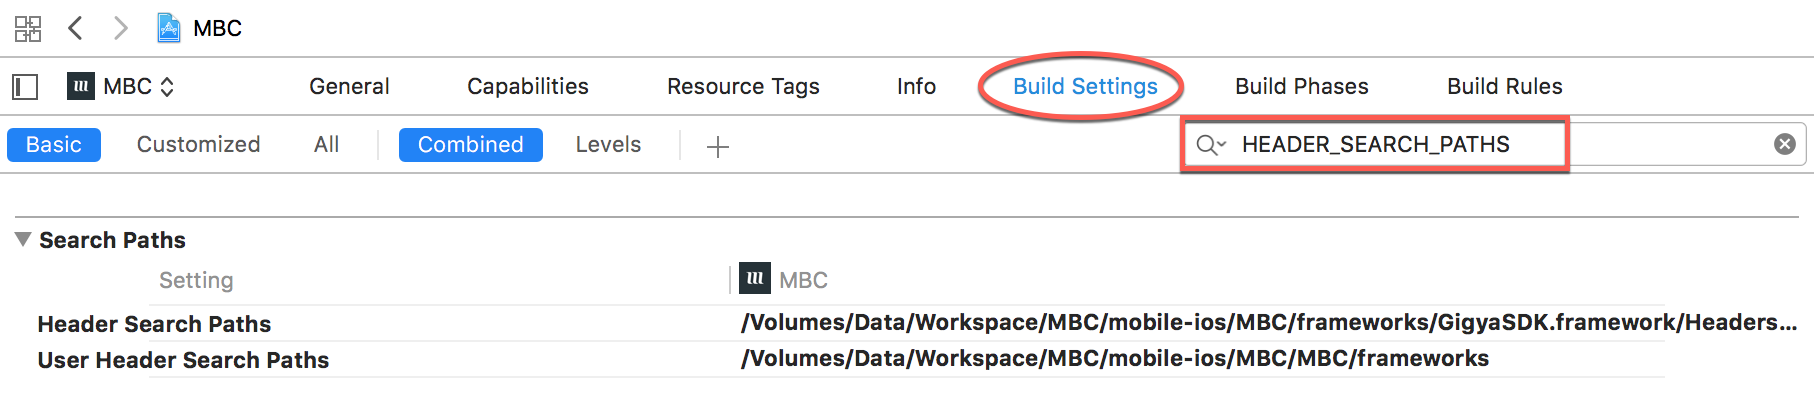 MBC
MBC General Capabilities Resource Tags Info Build Settings Build Phases Build Rules
Basic Customized All Combined Levels HEADER_SEARCH_PATHS
Search Paths
Setting MBC
Header Search Paths /Volumes/Data/Workspace/MBC/mobile-ios/MBC/frameworks/GigyaSDK.framework/Headers...
User Header Search Paths /Volumes/Data/Workspace/MBC/mobile-ios/MBC/MBC/frameworks